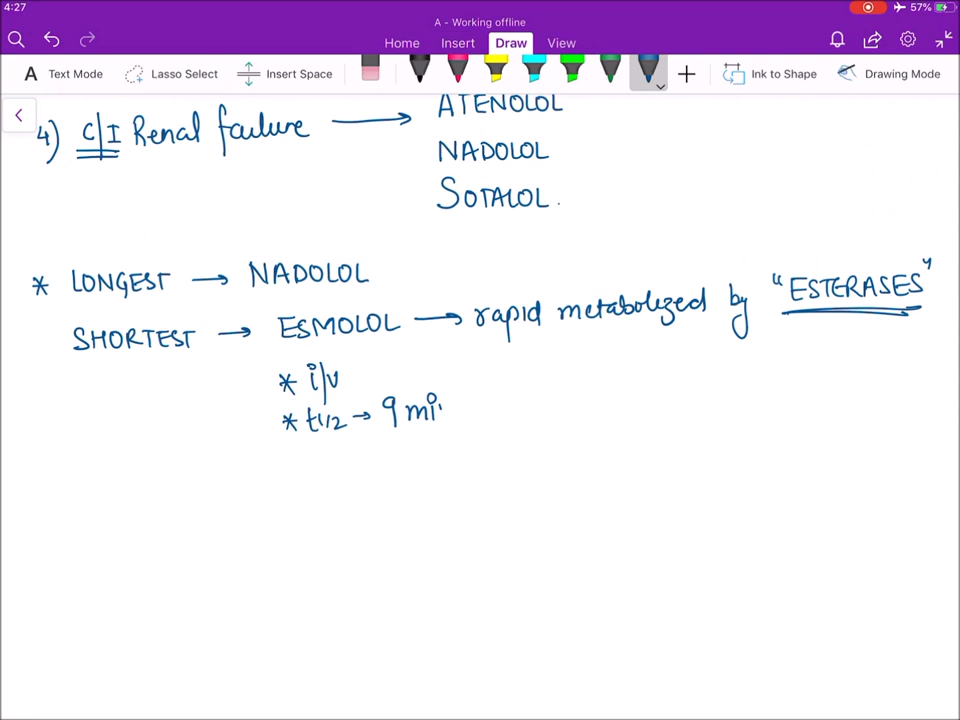 4:27
57%
A - Working offline
Home Insert Draw View
A Text Mode Lasso Select Insert Space Ink to Shape Drawing Mode
4) C/I Renal failure → ATENOLOL
NADOLOL
SOTALOL.
* LONGEST → NADOLOL
SHORTEST → ESMOLOL → rapid metabolized by "ESTERASES"
* i/v
* t1/2 → 9 mi